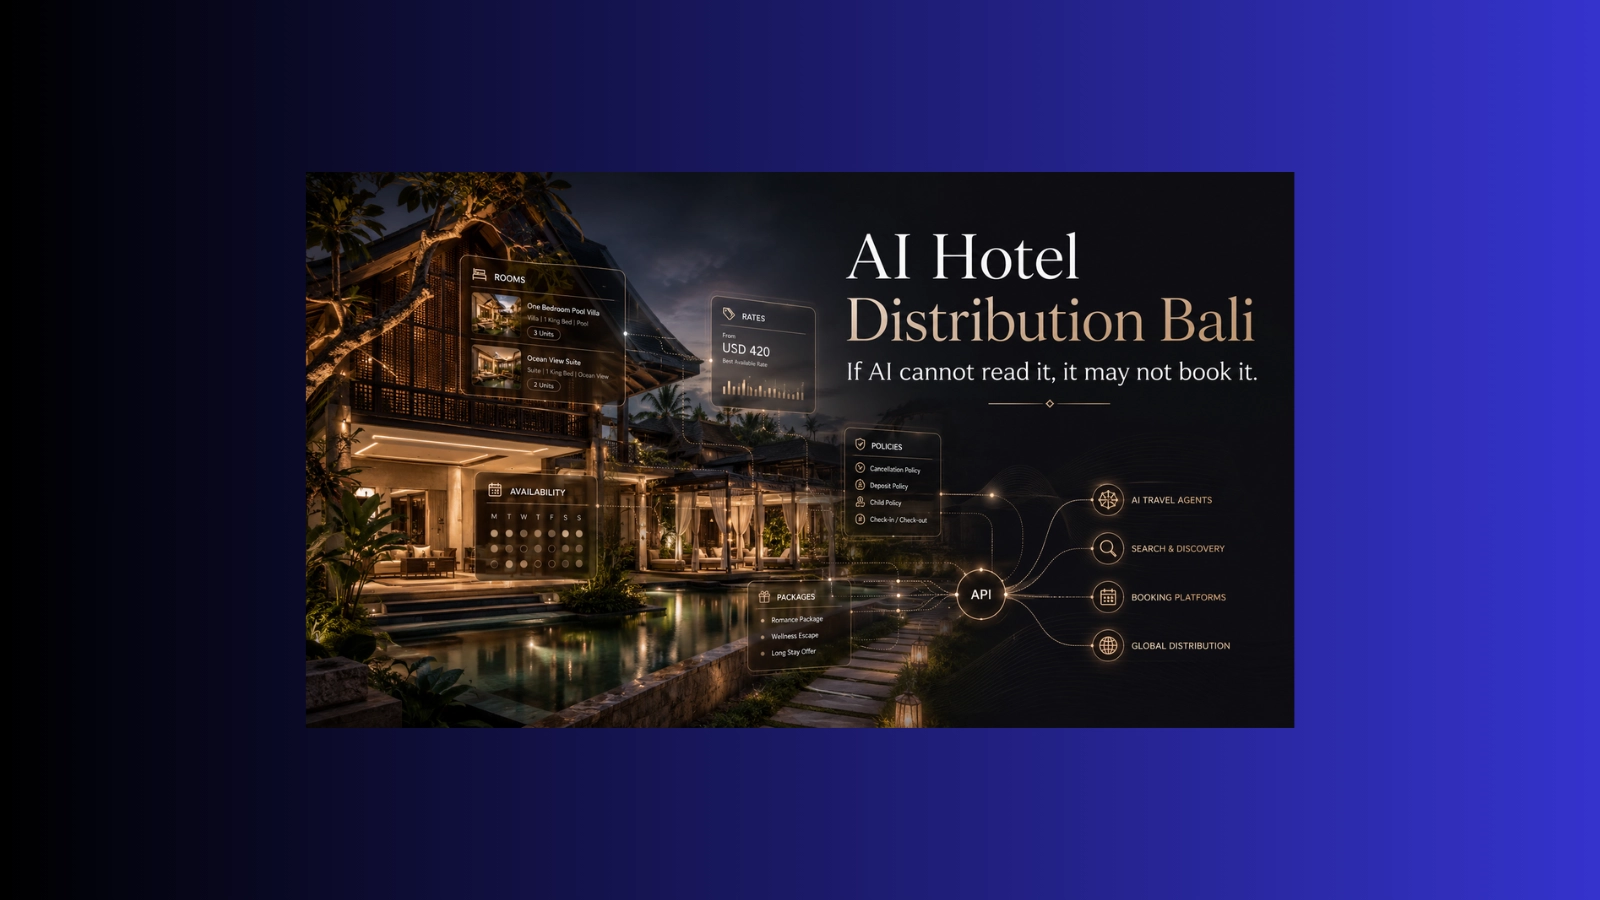 AI Hotel
Distribution Bali
If AI cannot read it, it may not book it.
ROOMS
One Bedroom Pool Villa
Villa | 1 King Bed | Pool
3 Units
Ocean View Suite
Suite | 1 King Bed | Ocean View
2 Units
RATES
From
USD 420
Best Available Rate
AVAILABILITY
M T W T F S S
POLICIES
Cancellation Policy
Deposit Policy
Child Policy
Check-in / Check-out
PACKAGES
Romance Package
Wellness Escape
Long Stay Offer
API
AI TRAVEL AGENTS
SEARCH & DISCOVERY
BOOKING PLATFORMS
GLOBAL DISTRIBUTION